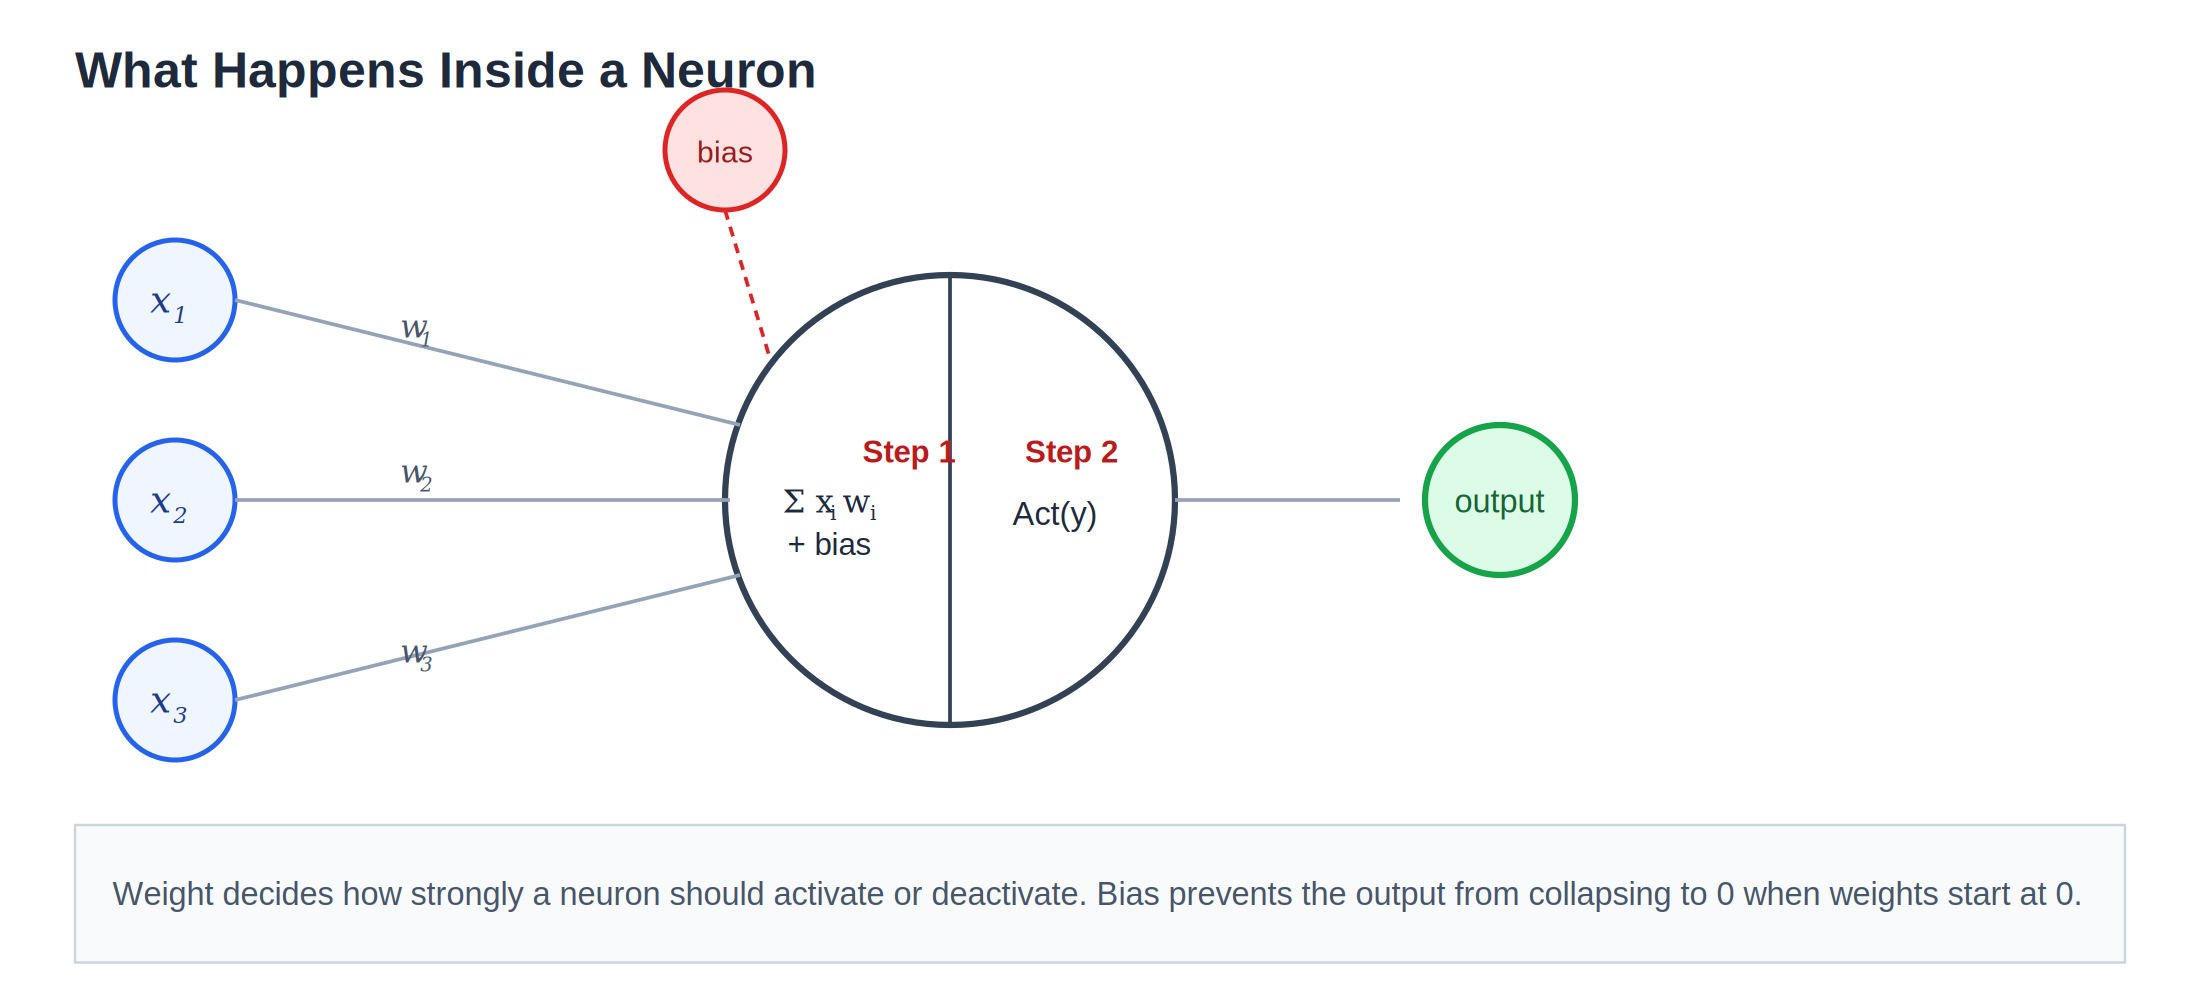 What Happens Inside a Neuron
bias
x1
w1
x2
w2
x3
w3
Step 1
Σ xi wi
+ bias
Step 2
Act(y)
output
Weight decides how strongly a neuron should activate or deactivate. Bias prevents the output from collapsing to 0 when weights start at 0.